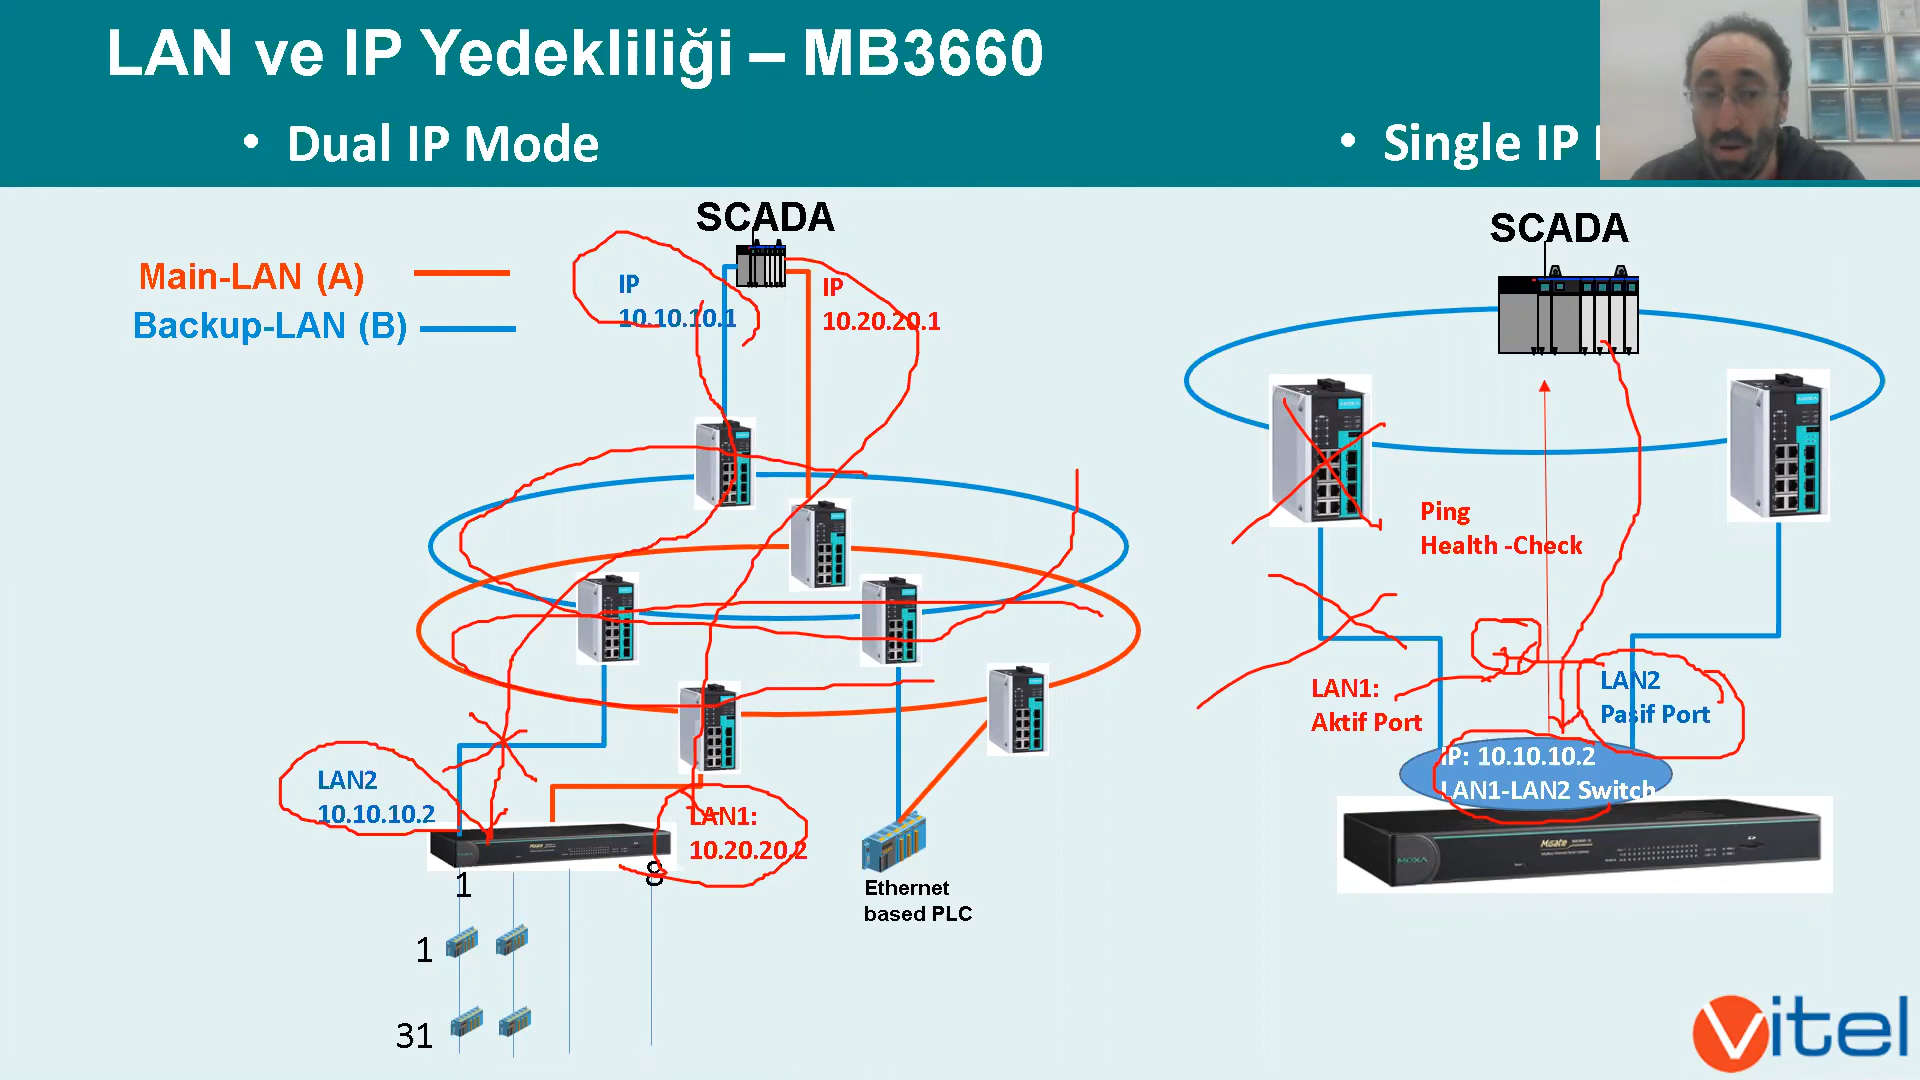 LAN ve IP Yedekliliği – MB3660
• Dual IP Mode
• Single IP
SCADA
Main-LAN (A)
Backup-LAN (B)
IP
10.10.10.1
IP
10.20.20.1
LAN2
10.10.10.2
LAN1:
10.20.20.2
1
8
1
31
Ethernet
based PLC
SCADA
Ping
Health -Check
LAN1:
Aktif Port
LAN2
Pasif Port
IP: 10.10.10.2
LAN1-LAN2 Switch
MOXA
MGate
vitel